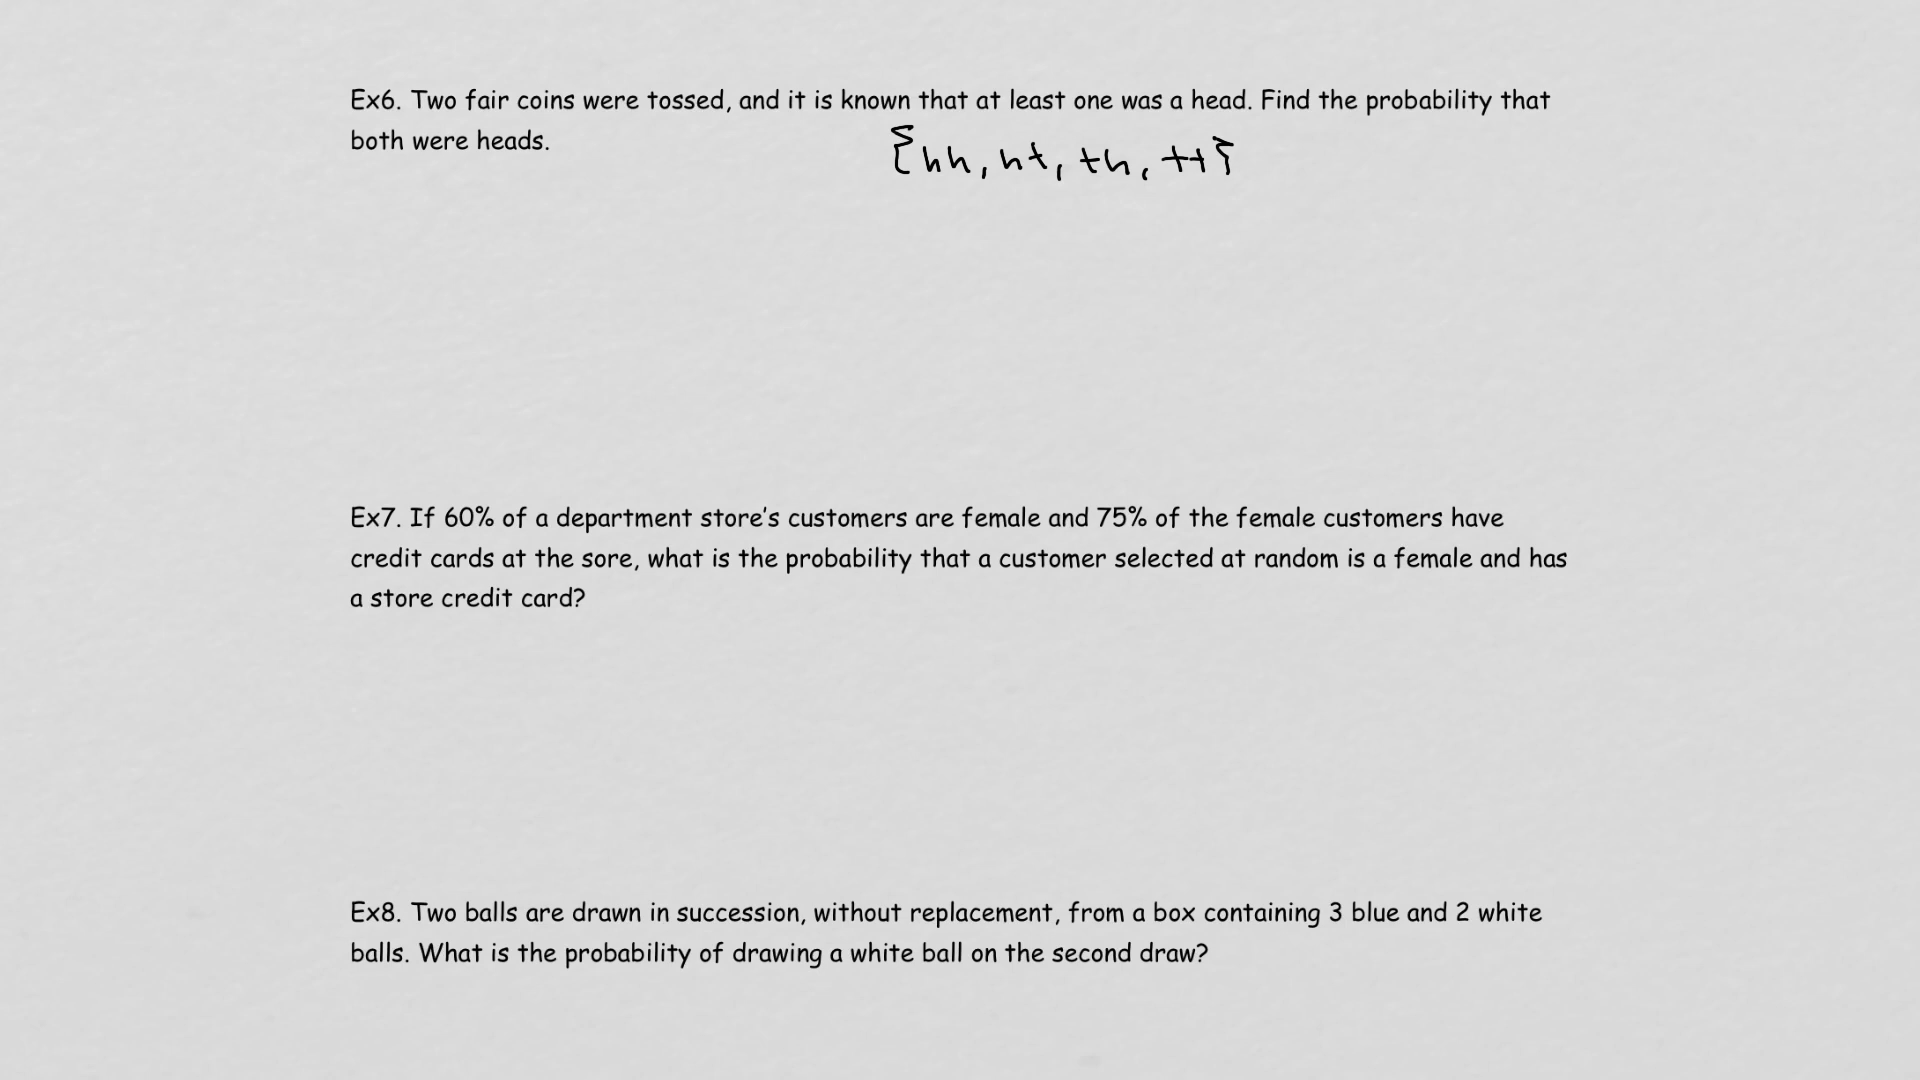 Ex6. Two fair coins were tossed, and it is known that at least one was a head. Find the probability that
both were heads.
{hh, ht, th, tt}
Ex7. If 60% of a department store's customers are female and 75% of the female customers have
credit cards at the sore, what is the probability that a customer selected at random is a female and has
a store credit card?
Ex8. Two balls are drawn in succession, without replacement, from a box containing 3 blue and 2 white
balls. What is the probability of drawing a white ball on the second draw?